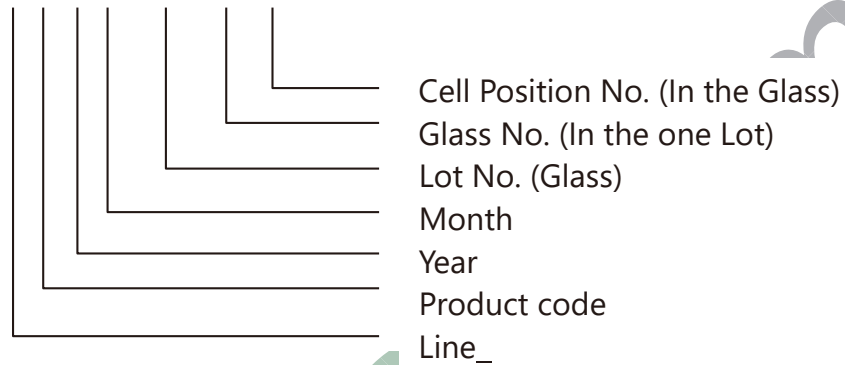 Cell Position No. (In the Glass)
Glass No. (In the one Lot)
Lot No. (Glass)
Month
Year
Product code
Line_